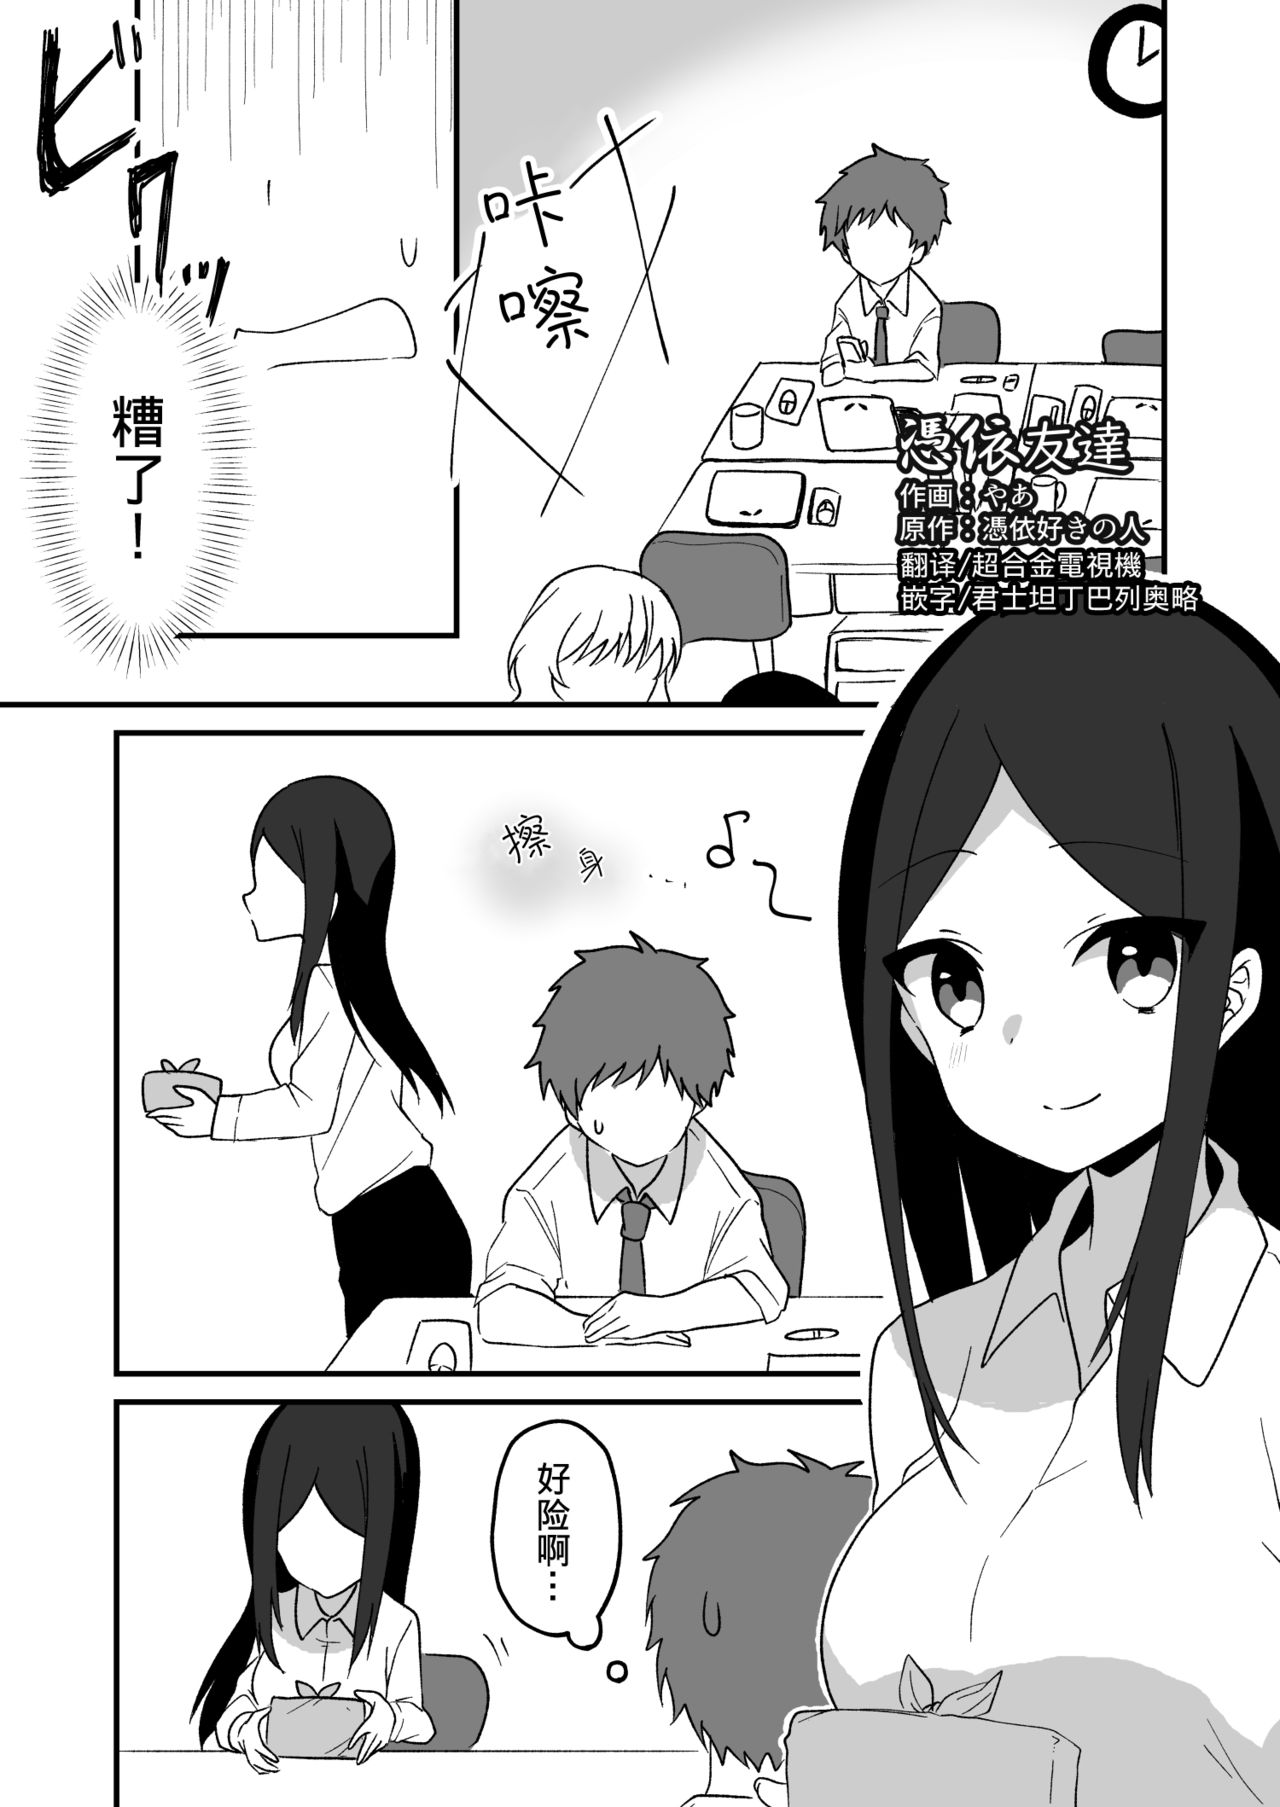 咔嚓
憑依友達
作画：やあ
原作：憑依好きの人
翻译/超合金電視機
嵌字/君士坦丁巴列奥略
ビクッ
糟了！
擦身……
好险啊…